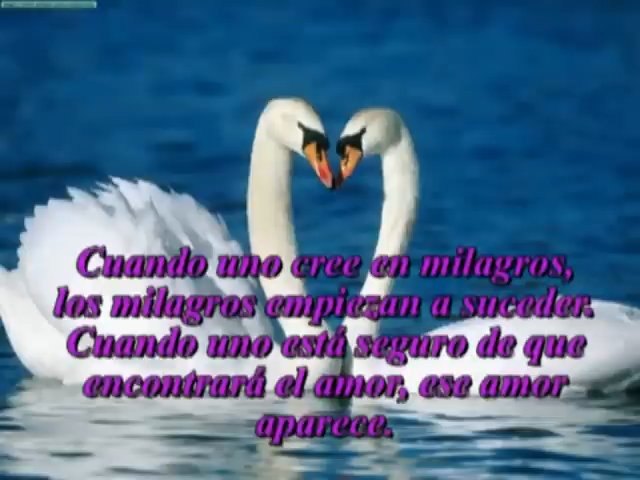 Cuando uno cree en milagros,
los milagros empiezan a suceder.
Cuando uno está seguro de que
encontrará el amor, ese amor
aparece.